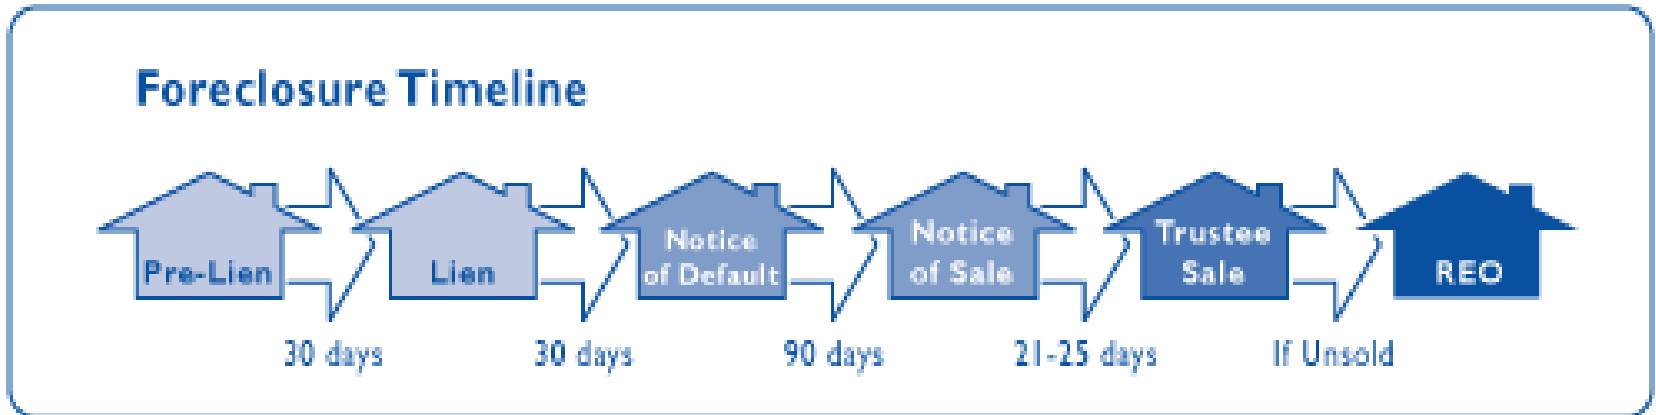 Foreclosure Timeline
Pre-Lien
Lien
Notice
of Default
Notice
of Sale
Trustee
Sale
REO
30 days
30 days
90 days
21-25 days
If Unsold